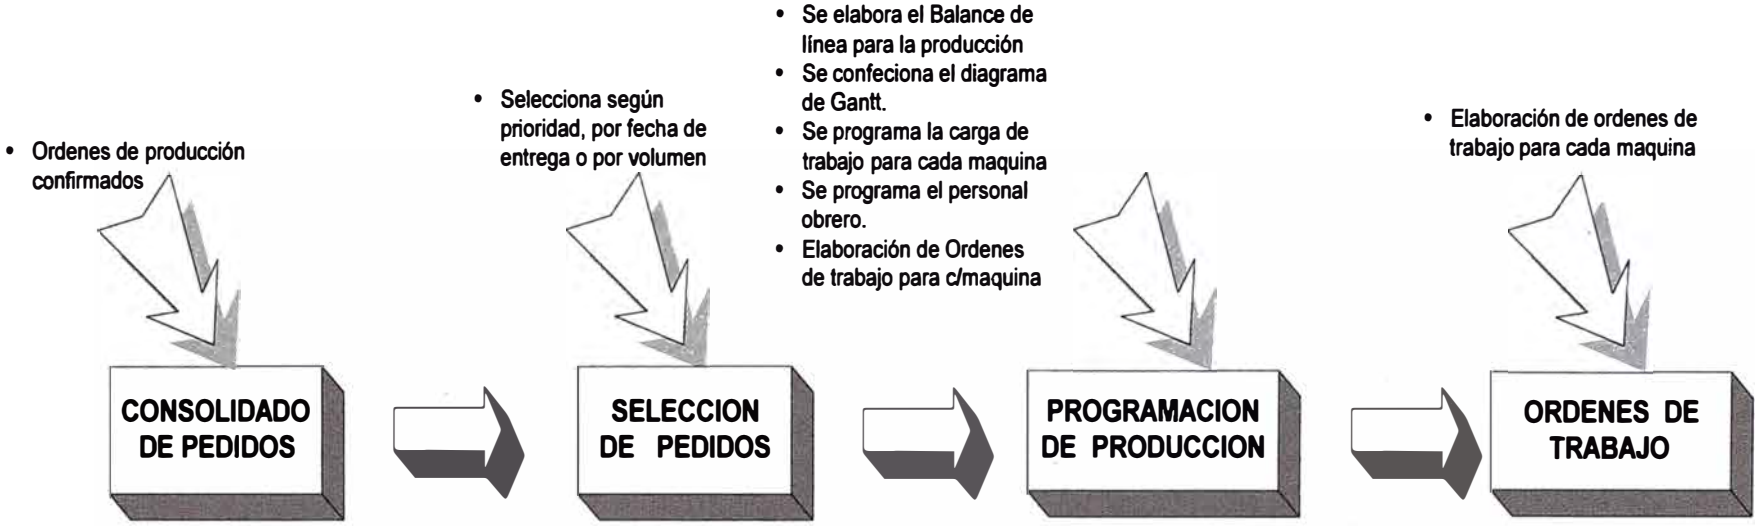 • Ordenes de producción
confirmados
CONSOLIDADO
DE PEDIDOS
• Selecciona según
prioridad, por fecha de
entrega o por volumen
SELECCION
DE PEDIDOS
• Se elabora el Balance de
línea para la producción
• Se confeciona el diagrama
de Gantt.
• Se programa la carga de
trabajo para cada maquina
• Se programa el personal
obrero.
• Elaboración de Ordenes
de trabajo para c/maquina
PROGRAMACION
DE PRODUCCION
• Elaboración de ordenes de
trabajo para cada maquina
ORDENES DE
TRABAJO